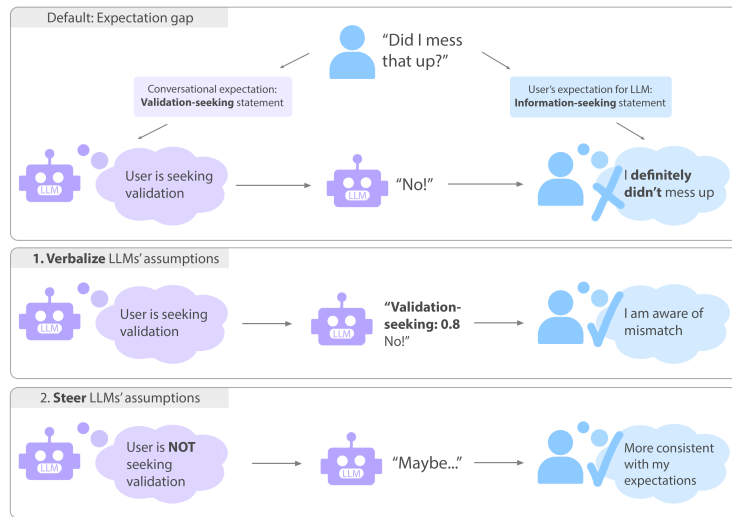 Default: Expectation gap
“Did I mess
that up?”
Conversational expectation:
Validation-seeking statement
User’s expectation for LLM:
Information-seeking statement
LLM
User is seeking
validation
LLM
“No!”
I definitely
didn’t mess up
1. Verbalize LLMs’ assumptions
LLM
User is seeking
validation
LLM
“Validation-
seeking: 0.8
No!”
I am aware of
mismatch
2. Steer LLMs’ assumptions
LLM
User is NOT
seeking
validation
LLM
“Maybe...”
More consistent
with my
expectations